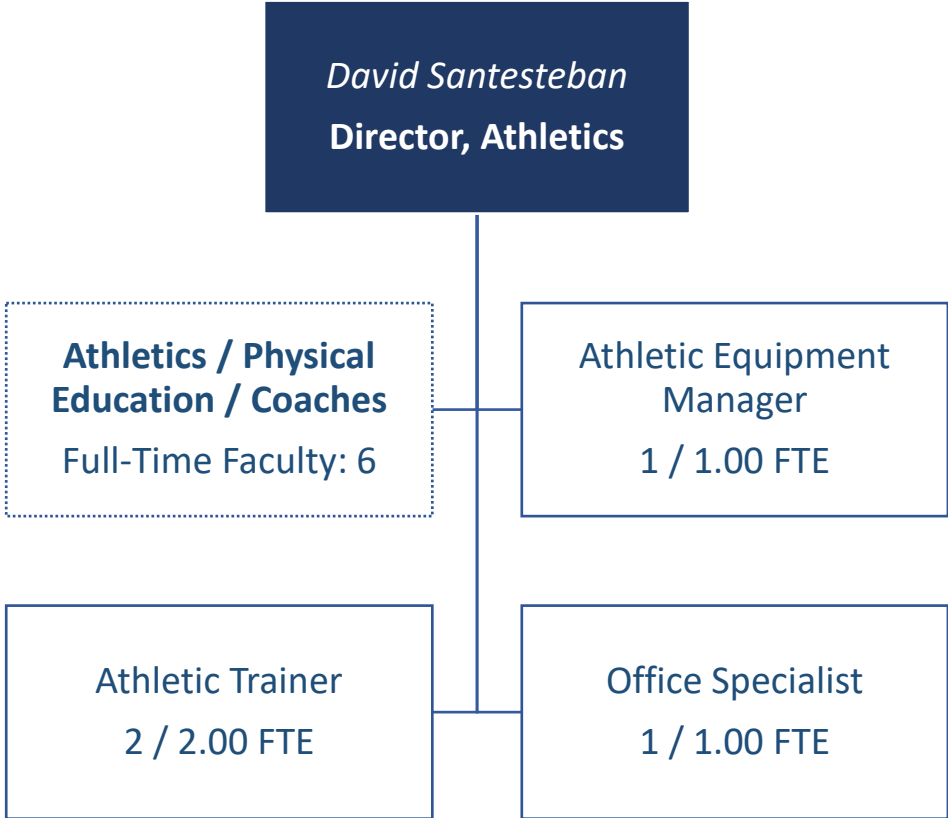 David Santesteban
Director, Athletics
Athletics / Physical
Education / Coaches
Full-Time Faculty: 6
Athletic Equipment
Manager
1 / 1.00 FTE
Athletic Trainer
2 / 2.00 FTE
Office Specialist
1 / 1.00 FTE